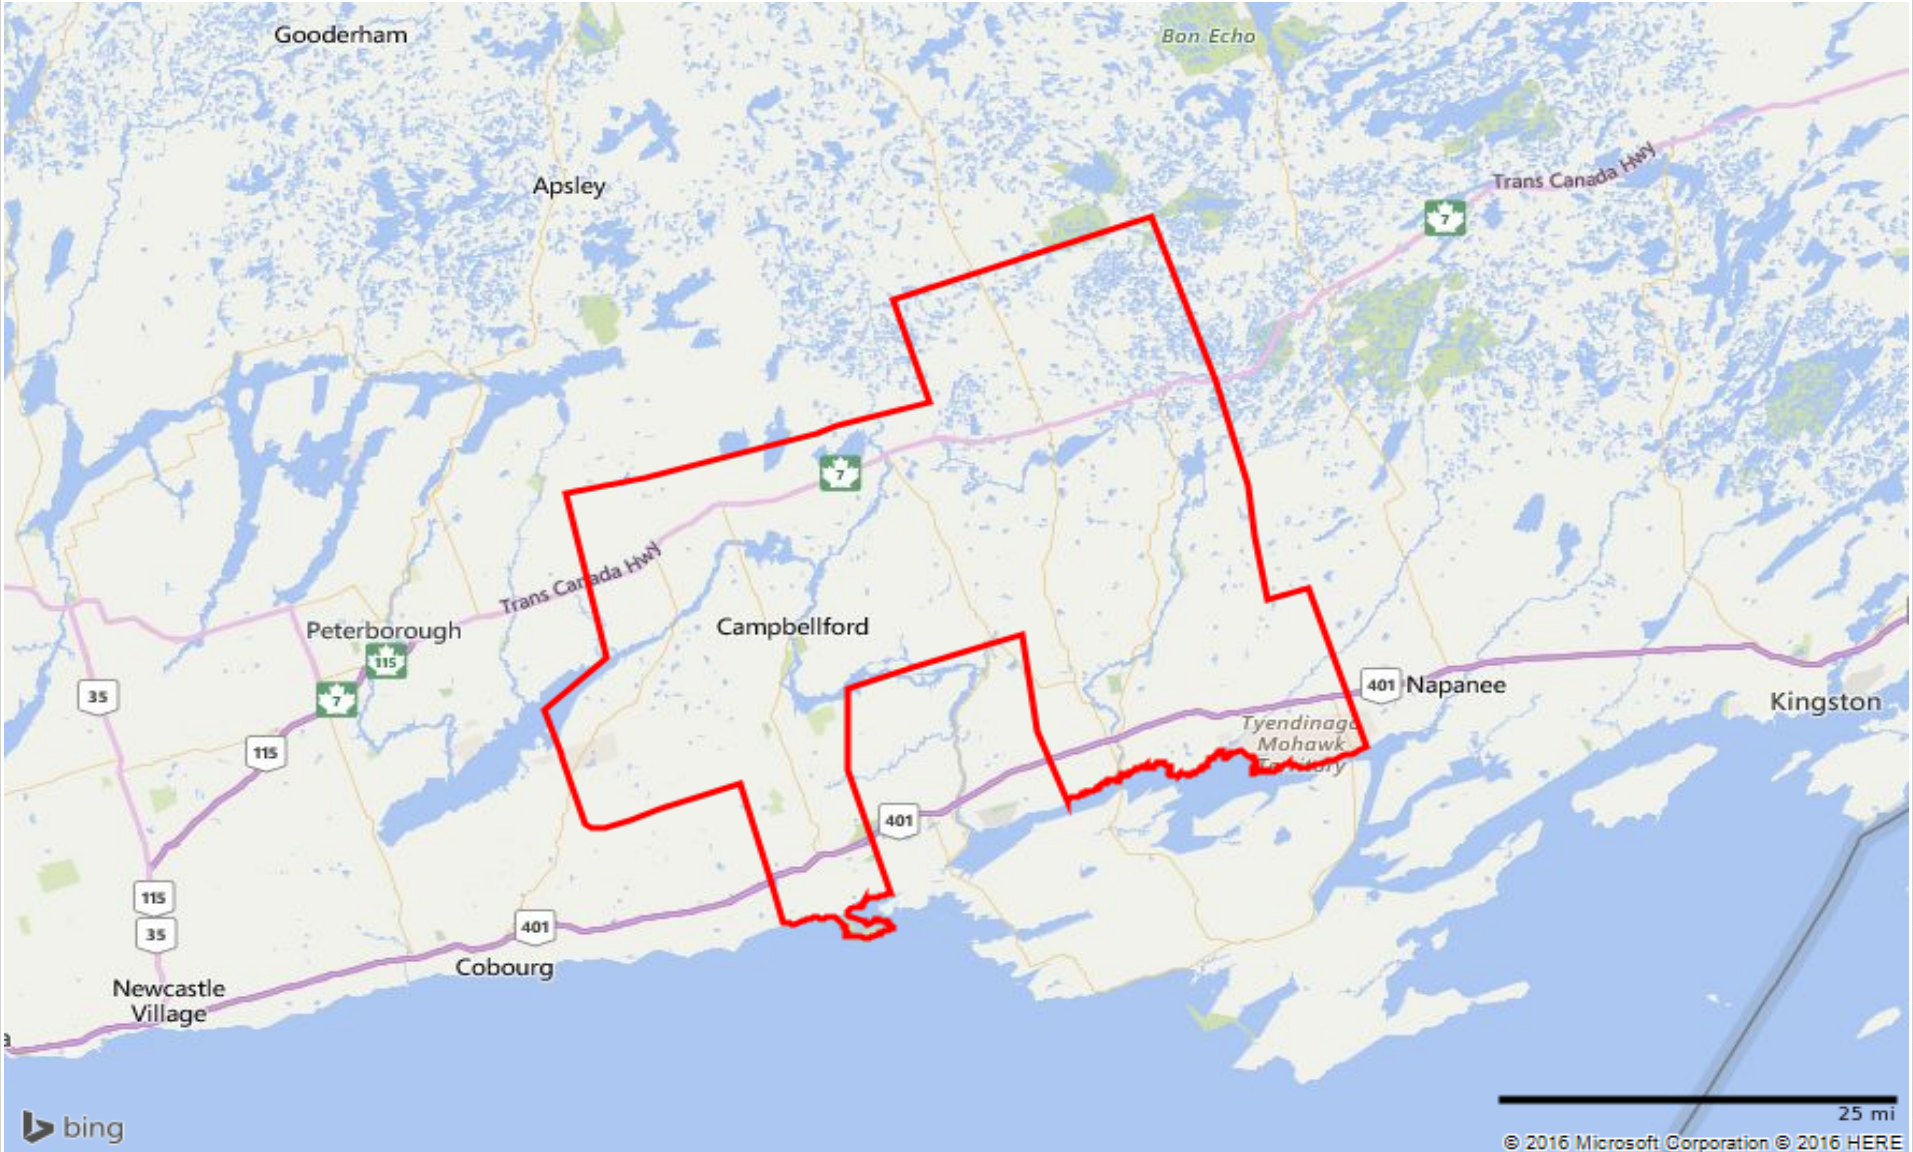 Gooderham
Bon Echo
Apsley
Trans Canada Hwy
7
7
Trans Canada Hwy
Peterborough
115
7
35
115
Campbellford
401
Napanee
Kingston
Tyendinaga
Mohawk
Territory
401
115
35
401
Cobourg
Newcastle
Village
a
bing
25 mi
© 2016 Microsoft Corporation © 2016 HERE